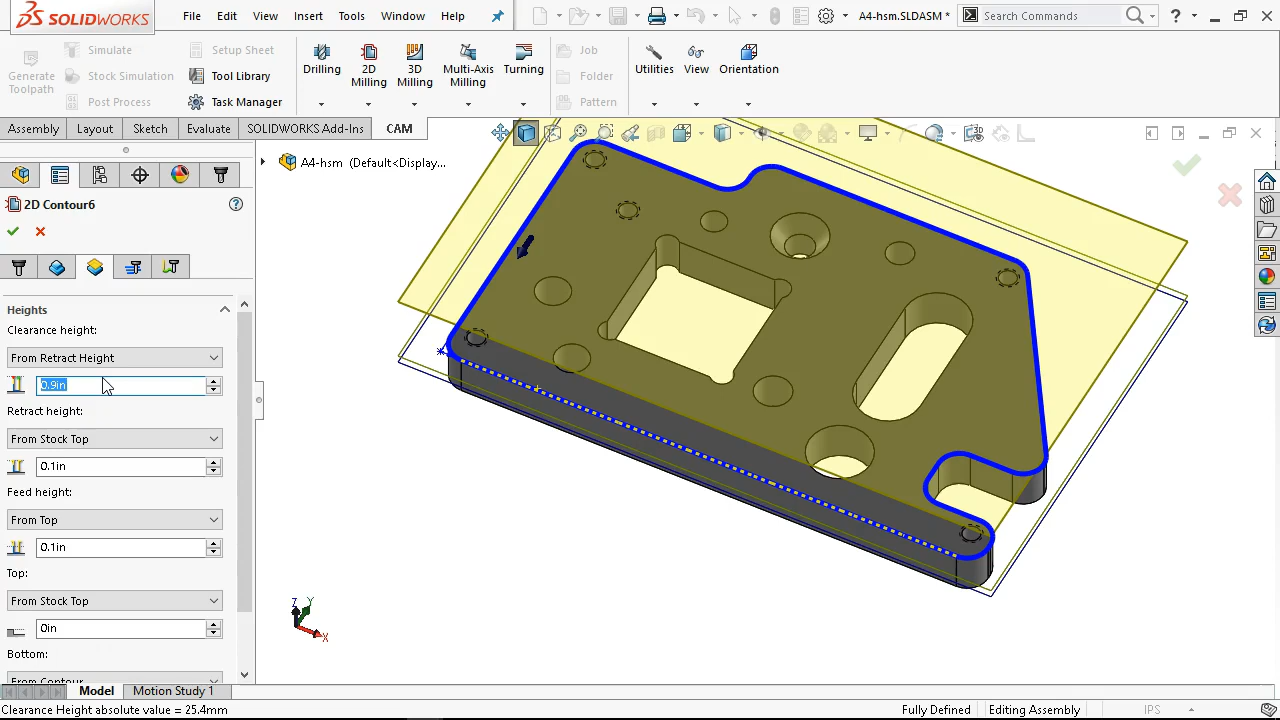 SOLIDWORKS
File
Edit
View
Insert
Tools
Window
Help
A4-hsm.SLDASM *
Search Commands
Generate
Toolpath
Simulate
Stock Simulation
Post Process
Setup Sheet
Tool Library
Task Manager
Drilling
2D
Milling
3D
Milling
Multi-Axis
Milling
Turning
Job
Folder
Pattern
Utilities
View
Orientation
Assembly
Layout
Sketch
Evaluate
SOLIDWORKS Add-Ins
CAM
A4-hsm (Default<Display...
2D Contour6
Heights
Clearance height:
From Retract Height
0.9in
Retract height:
From Stock Top
0.1in
Feed height:
From Top
0.1in
Top:
From Stock Top
0in
Bottom:
From Contour
Z
Y
X
Model
Motion Study 1
Clearance Height absolute value = 25.4mm
Fully Defined
Editing Assembly
IPS